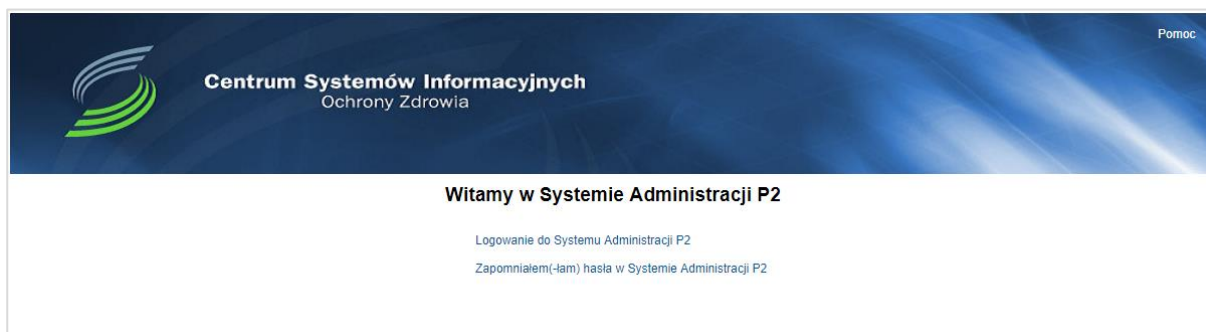 Pomoc
Centrum Systemów Informacyjnych
Ochrony Zdrowia
Witamy w Systemie Administracji P2
Logowanie do Systemu Administracji P2
Zapomniałem(-łam) hasła w Systemie Administracji P2